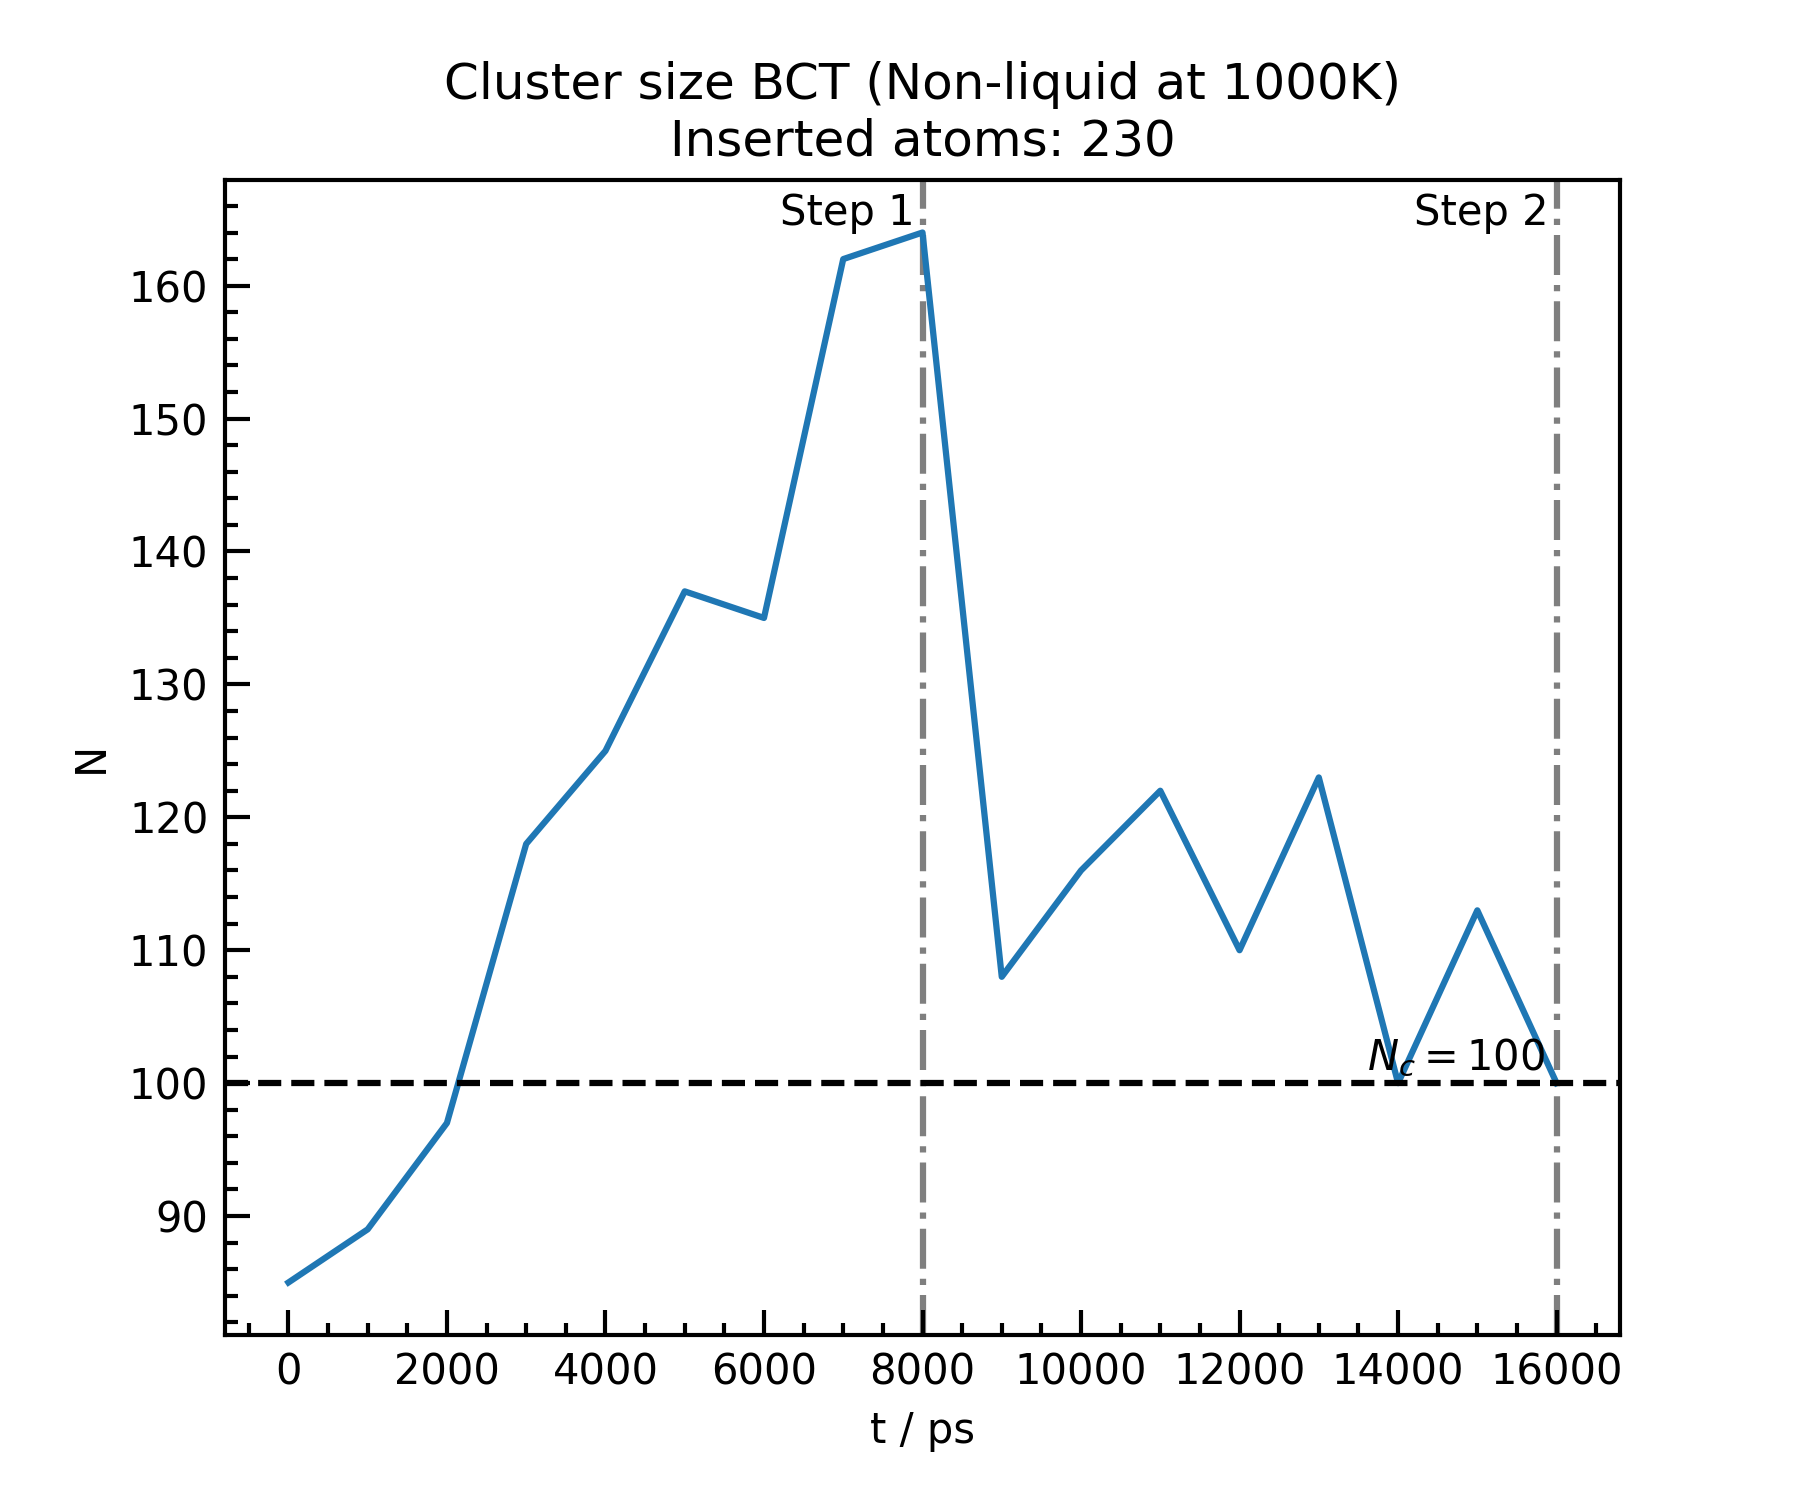 Cluster size BCT (Non-liquid at 1000K)
Inserted atoms: 230
Step 1
Step 2
160
150
140
130
120
110
100
90
N
N_c = 100
0 2000 4000 6000 8000 10000 12000 14000 16000
t / ps